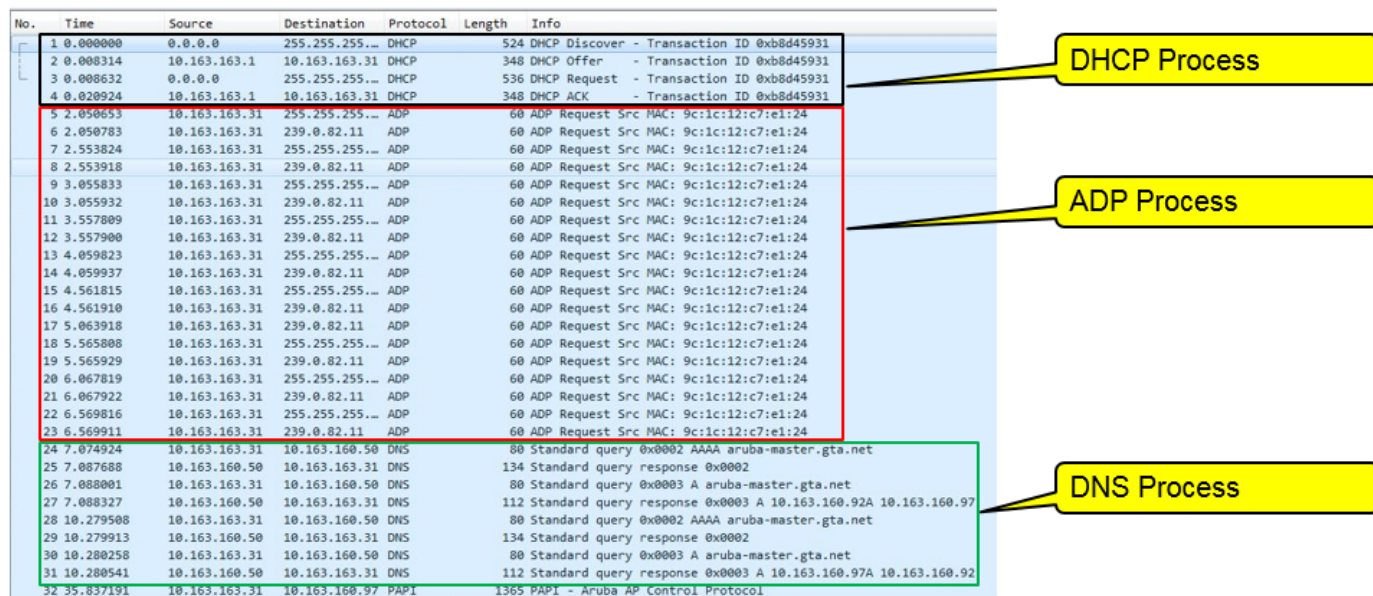 No. Time Source Destination Protocol Length Info
1 0.000000 0.0.0.0 255.255.255.… DHCP 524 DHCP Discover - Transaction ID 0xb8d45931
2 0.008314 10.163.163.1 10.163.163.31 DHCP 348 DHCP Offer - Transaction ID 0xb8d45931
3 0.008632 0.0.0.0 255.255.255.… DHCP 536 DHCP Request - Transaction ID 0xb8d45931
4 0.020924 10.163.163.1 10.163.163.31 DHCP 348 DHCP ACK - Transaction ID 0xb8d45931
DHCP Process
5 2.050653 10.163.163.31 255.255.255.… ADP 60 ADP Request Src MAC: 9c:1c:12:c7:e1:24
6 2.050783 10.163.163.31 239.0.82.11 ADP 60 ADP Request Src MAC: 9c:1c:12:c7:e1:24
7 2.553824 10.163.163.31 255.255.255.… ADP 60 ADP Request Src MAC: 9c:1c:12:c7:e1:24
8 2.553918 10.163.163.31 239.0.82.11 ADP 60 ADP Request Src MAC: 9c:1c:12:c7:e1:24
9 3.055833 10.163.163.31 255.255.255.… ADP 60 ADP Request Src MAC: 9c:1c:12:c7:e1:24
10 3.055932 10.163.163.31 239.0.82.11 ADP 60 ADP Request Src MAC: 9c:1c:12:c7:e1:24
11 3.557809 10.163.163.31 255.255.255.… ADP 60 ADP Request Src MAC: 9c:1c:12:c7:e1:24
12 3.557900 10.163.163.31 239.0.82.11 ADP 60 ADP Request Src MAC: 9c:1c:12:c7:e1:24
13 4.059823 10.163.163.31 255.255.255.… ADP 60 ADP Request Src MAC: 9c:1c:12:c7:e1:24
14 4.059937 10.163.163.31 239.0.82.11 ADP 60 ADP Request Src MAC: 9c:1c:12:c7:e1:24
15 4.561815 10.163.163.31 255.255.255.… ADP 60 ADP Request Src MAC: 9c:1c:12:c7:e1:24
16 4.561910 10.163.163.31 239.0.82.11 ADP 60 ADP Request Src MAC: 9c:1c:12:c7:e1:24
17 5.063918 10.163.163.31 239.0.82.11 ADP 60 ADP Request Src MAC: 9c:1c:12:c7:e1:24
18 5.565808 10.163.163.31 255.255.255.… ADP 60 ADP Request Src MAC: 9c:1c:12:c7:e1:24
19 5.565929 10.163.163.31 239.0.82.11 ADP 60 ADP Request Src MAC: 9c:1c:12:c7:e1:24
20 6.067819 10.163.163.31 255.255.255.… ADP 60 ADP Request Src MAC: 9c:1c:12:c7:e1:24
21 6.067922 10.163.163.31 239.0.82.11 ADP 60 ADP Request Src MAC: 9c:1c:12:c7:e1:24
22 6.569816 10.163.163.31 255.255.255.… ADP 60 ADP Request Src MAC: 9c:1c:12:c7:e1:24
23 6.569911 10.163.163.31 239.0.82.11 ADP 60 ADP Request Src MAC: 9c:1c:12:c7:e1:24
ADP Process
24 7.074924 10.163.163.31 10.163.160.50 DNS 80 Standard query 0x0002 AAAA aruba-master.gta.net
25 7.087688 10.163.160.50 10.163.163.31 DNS 134 Standard query response 0x0002
26 7.088001 10.163.163.31 10.163.160.50 DNS 80 Standard query 0x0003 A aruba-master.gta.net
27 7.088327 10.163.160.50 10.163.163.31 DNS 112 Standard query response 0x0003 A 10.163.160.92A 10.163.160.97
28 10.279508 10.163.163.31 10.163.160.50 DNS 80 Standard query 0x0002 AAAA aruba-master.gta.net
29 10.279913 10.163.160.50 10.163.163.31 DNS 134 Standard query response 0x0002
30 10.280258 10.163.163.31 10.163.160.50 DNS 80 Standard query 0x0003 A aruba-master.gta.net
31 10.280541 10.163.160.50 10.163.163.31 DNS 112 Standard query response 0x0003 A 10.163.160.97A 10.163.160.92
DNS Process
32 35.837191 10.163.163.31 10.163.160.97 PAPI 1365 PAPI - Aruba AP Control Protocol